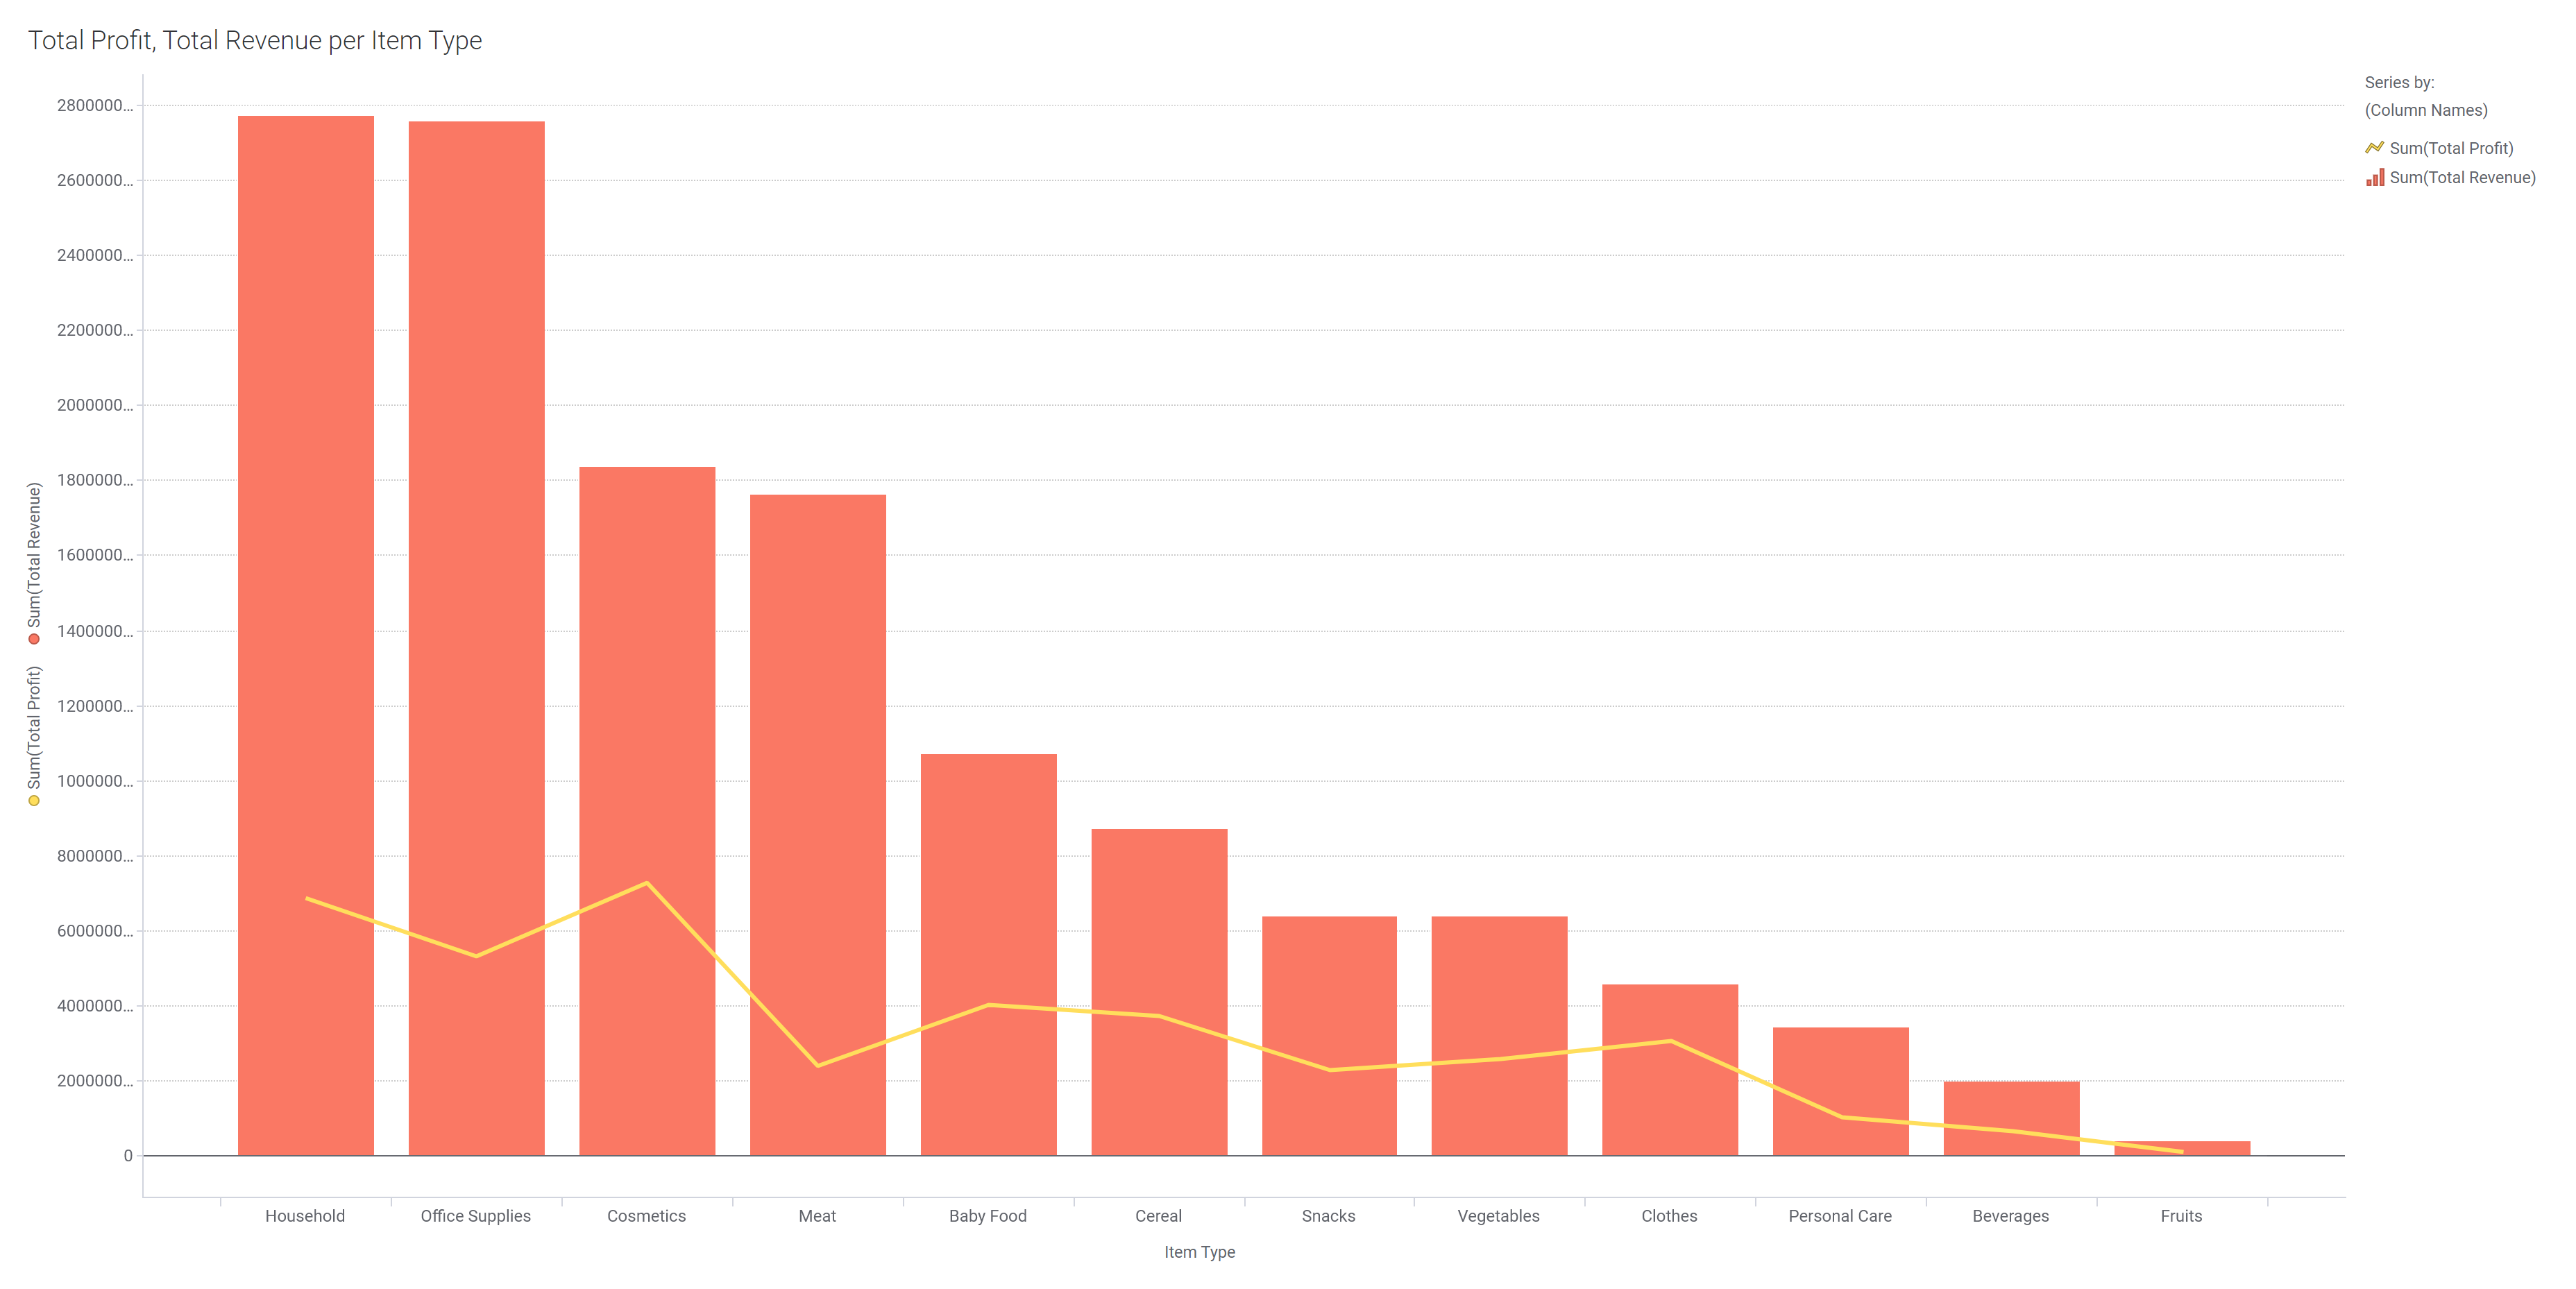 Total Profit, Total Revenue per Item Type
Series by:
(Column Names)
Sum(Total Profit)
Sum(Total Revenue)
Sum(Total Revenue)
Sum(Total Profit)
2800000...
2600000...
2400000...
2200000...
2000000...
1800000...
1600000...
1400000...
1200000...
1000000...
8000000...
6000000...
4000000...
2000000...
0
Household
Office Supplies
Cosmetics
Meat
Baby Food
Cereal
Snacks
Vegetables
Clothes
Personal Care
Beverages
Fruits
Item Type